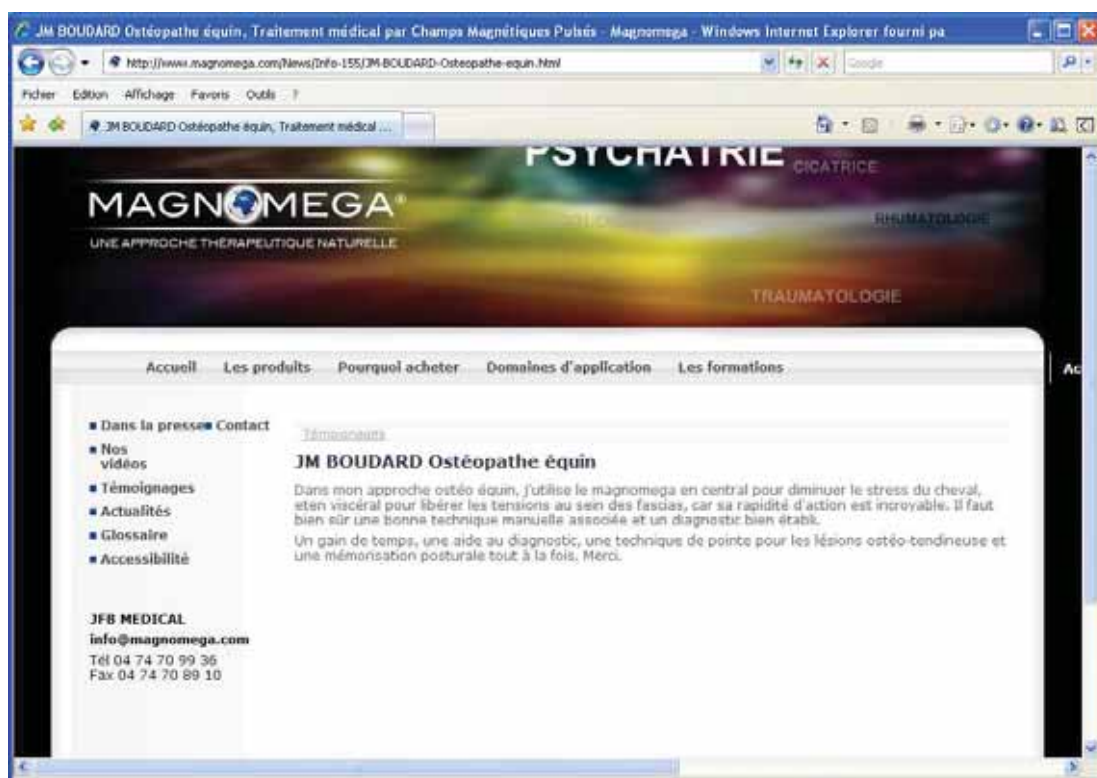 JM BOUDARD Ostéopathe équin, Traitement médical par Champs Magnétiques Pulsés - Magnomega - Windows Internet Explorer fourni pa
http://www.magnomega.com/News/Info-155/JM-BOUDARD-Osteopathe-equin.html
Google
Fichier Edition Affichage Favoris Outils ?
JM BOUDARD Ostéopathe équin, Traitement médical ...
PSYCHATRIE
CICATRICE
MAGNOMEGA®
RHUMATOLOGIE
UNE APPROCHE THERAPEUTIQUE NATURELLE
TRAUMATOLOGIE
Accueil Les produits Pourquoi acheter Domaines d'application Les formations
Ac
Dans la presse Contact
Nos
vidéos
Témoignages
Actualités
Glossaire
Accessibilité
Témoignages
JM BOUDARD Ostéopathe équin
Dans mon approche ostéo équin, j'utilise le magnomega en central pour diminuer le stress du cheval,
eten viscéral pour libérer les tensions au sein des fascias, car sa rapidité d'action est incroyable. Il faut
bien sûr une bonne technique manuelle associée et un diagnostic bien établi.
Un gain de temps, une aide au diagnostic, une technique de pointe pour les lésions ostéo-tendineuse et
une mémorisation posturale tout à la fois. Merci.
JFB MEDICAL
info@magnomega.com
Tél 04 74 70 99 36
Fax 04 74 70 89 10